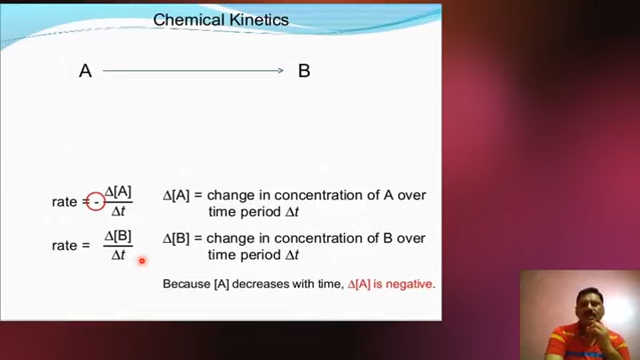 Chemical Kinetics
A B
rate = - Δ[A]/Δt Δ[A] = change in concentration of A over
time period Δt
rate = Δ[B]/Δt Δ[B] = change in concentration of B over
time period Δt
Because [A] decreases with time, Δ[A] is negative.